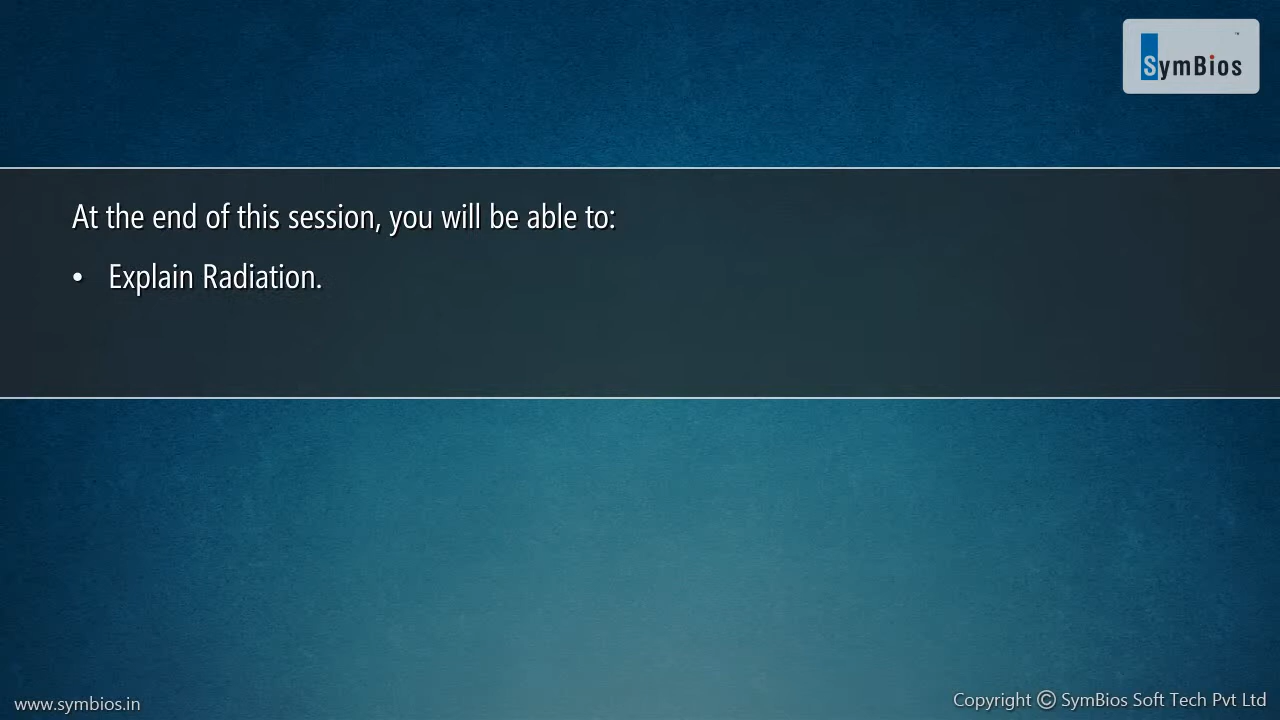 SymBios
At the end of this session, you will be able to:
• Explain Radiation.
www.symbios.in
Copyright © SymBios Soft Tech Pvt Ltd